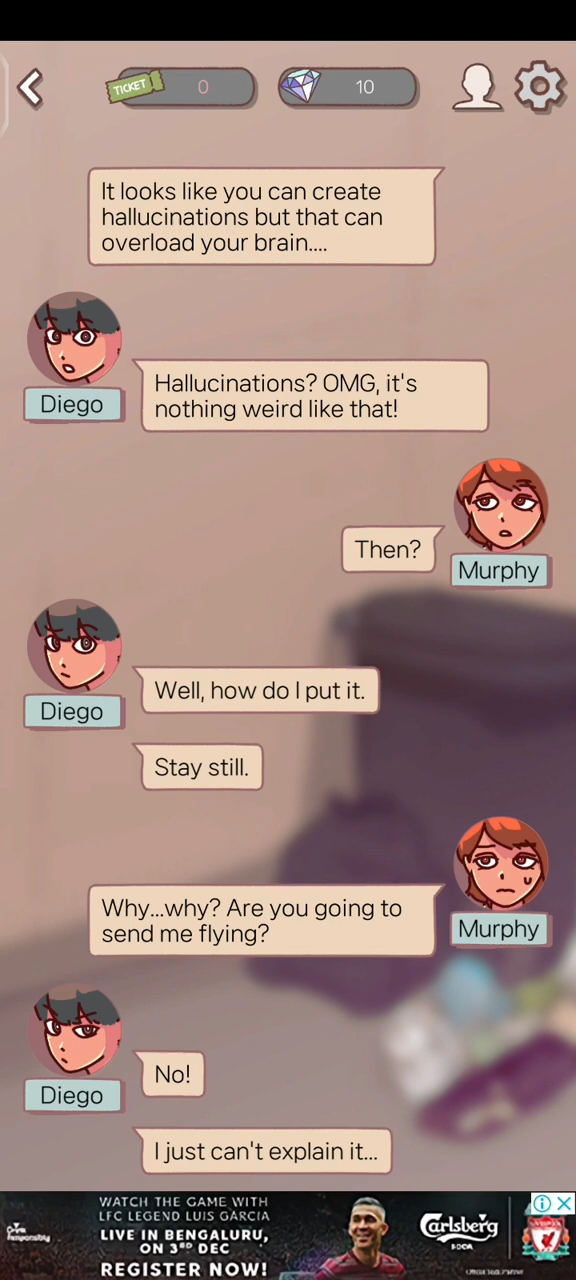 TICKET
0
10
It looks like you can create
hallucinations but that can
overload your brain....
Hallucinations? OMG, it's
nothing weird like that!
Diego
Then?
Murphy
Diego
Well, how do I put it.
Stay still.
Why...why? Are you going to
send me flying?
Murphy
Diego
No!
I just can't explain it...
WATCH THE GAME WITH
LFC LEGEND LUIS GARCIA
LIVE IN BENGALURU,
ON 3RD DEC
REGISTER NOW!
Drink
Responsibly
Carlsberg
SODA